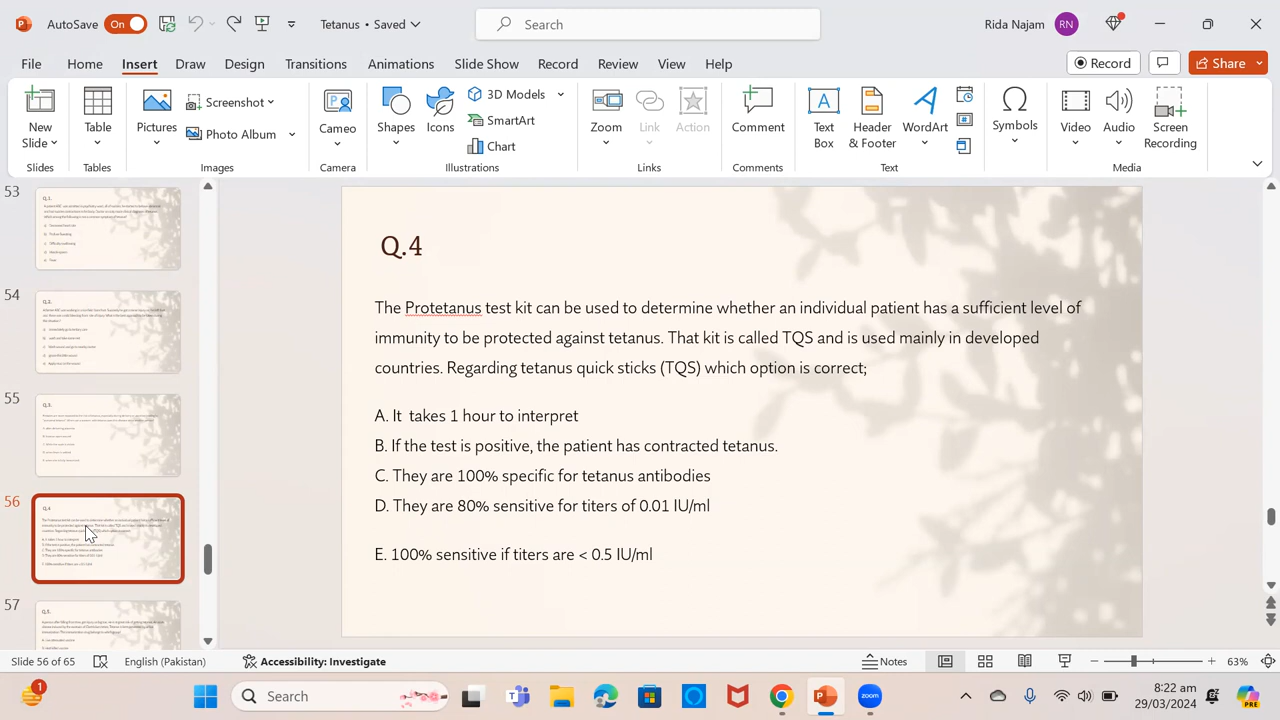 AutoSave On Tetanus • Saved Search Rida Najam RN
File Home Insert Draw Design Transitions Animations Slide Show Record Review View Help Record Share
New Slide Table Pictures Screenshot Photo Album Cameo Shapes Icons 3D Models SmartArt Chart Zoom Link Action Comment Text Box Header & Footer WordArt Symbols Video Audio Screen Recording
Slides Tables Images Camera Illustrations Links Comments Text Media
53
Q.1.
54
Q.2.
55
Q.3.
56
Q.4
57
Q.5.
Q.4
The Protetanus test kit can be used to determine whether an individual patient has a sufficient level of
immunity to be protected against tetanus. That kit is called TQS and is used mainly in developed
countries. Regarding tetanus quick sticks (TQS) which option is correct;
A. It takes 1 hour to interpret
B. If the test is positive, the patient has contracted tetanus.
C. They are 100% specific for tetanus antibodies
D. They are 80% sensitive for titers of 0.01 IU/ml
E. 100% sensitive if titers are < 0.5 IU/ml
Slide 56 of 65 English (Pakistan) Accessibility: Investigate Notes 63%
1 Search PRE
8:22 am
29/03/2024